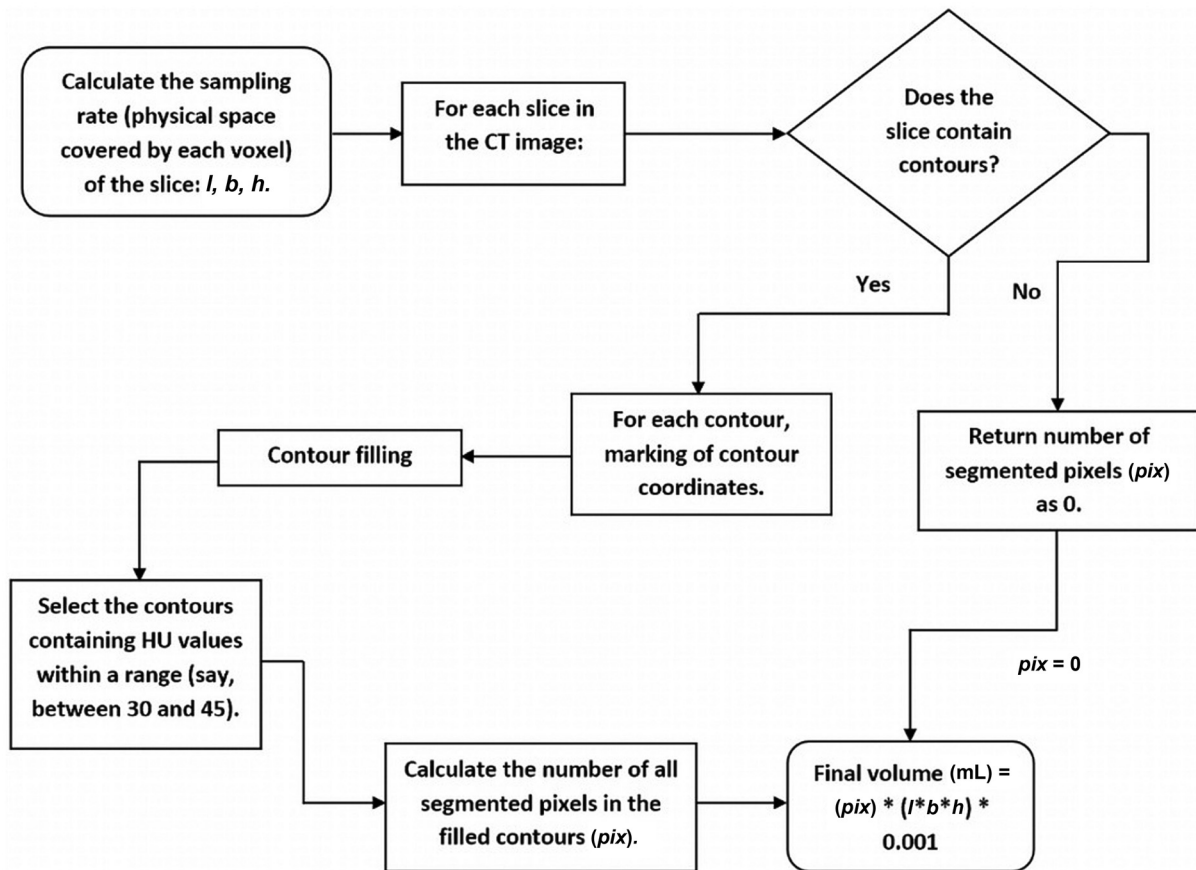 Calculate the sampling
rate (physical space
covered by each voxel)
of the slice: l, b, h.
For each slice in
the CT image:
Does the
slice contain
contours?
Yes
No
For each contour,
marking of contour
coordinates.
Contour filling
Return number of
segmented pixels (pix)
as 0.
Select the contours
containing HU values
within a range (say,
between 30 and 45).
pix = 0
Calculate the number of all
segmented pixels in the
filled contours (pix).
Final volume (mL) =
(pix) * (l*b*h) *
0.001